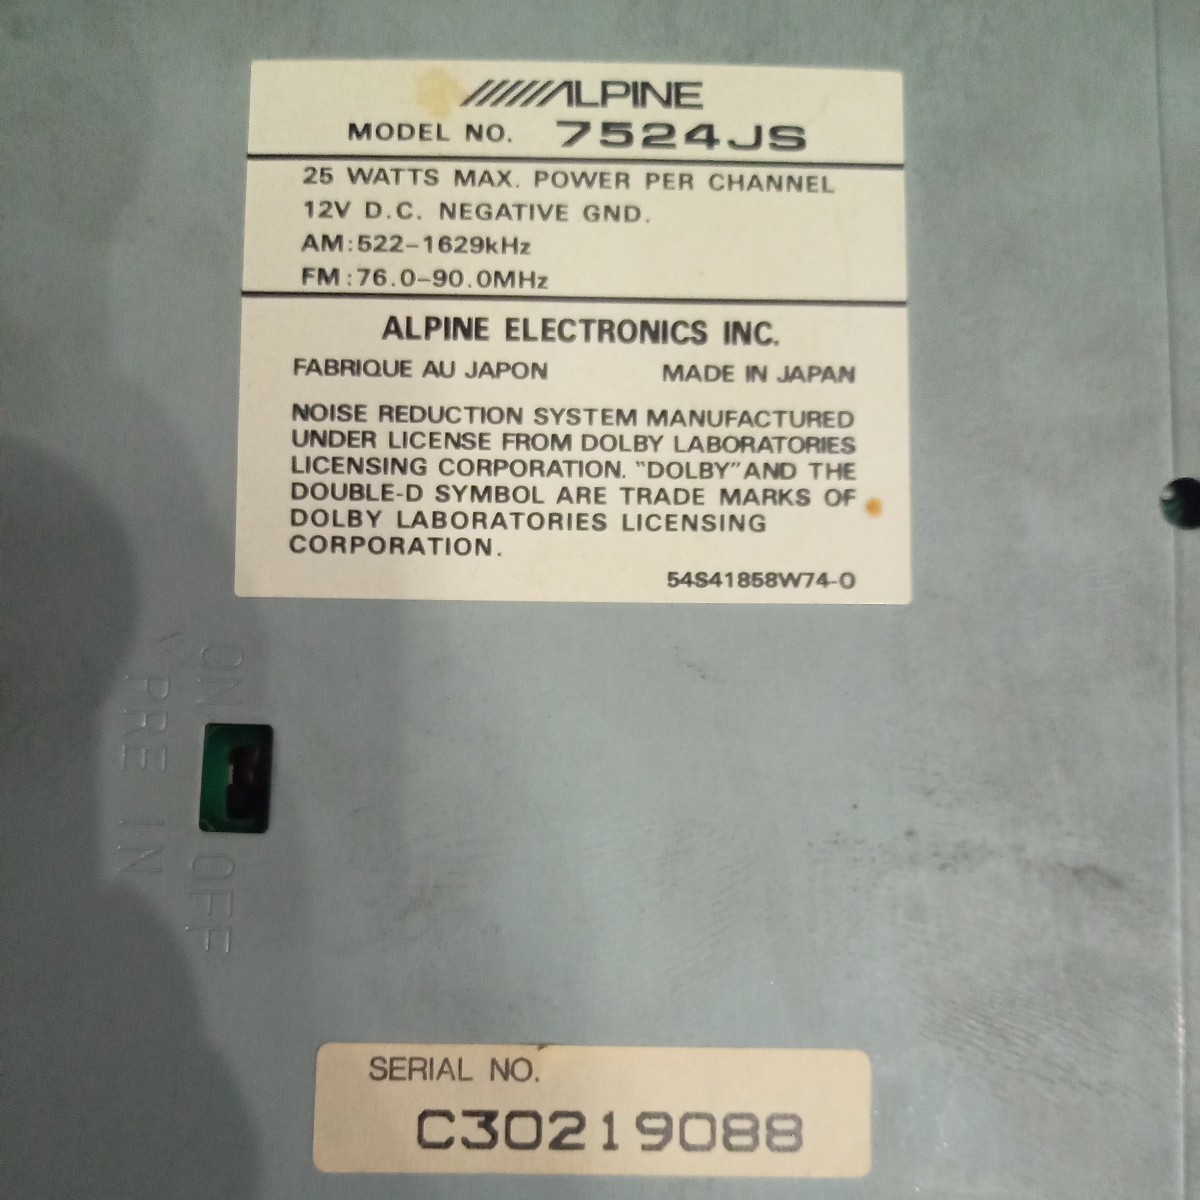 ALPINE
MODEL NO. 7524JS
25 WATTS MAX. POWER PER CHANNEL
12V D.C. NEGATIVE GND.
AM:522-1629kHz
FM:76.0-90.0MHz
ALPINE ELECTRONICS INC.
FABRIQUE AU JAPON MADE IN JAPAN
NOISE REDUCTION SYSTEM MANUFACTURED
UNDER LICENSE FROM DOLBY LABORATORIES
LICENSING CORPORATION. "DOLBY" AND THE
DOUBLE-D SYMBOL ARE TRADE MARKS OF
DOLBY LABORATORIES LICENSING
CORPORATION.
54S41858W74-O
ON
OFF
PRE IN
SERIAL NO.
C30219088